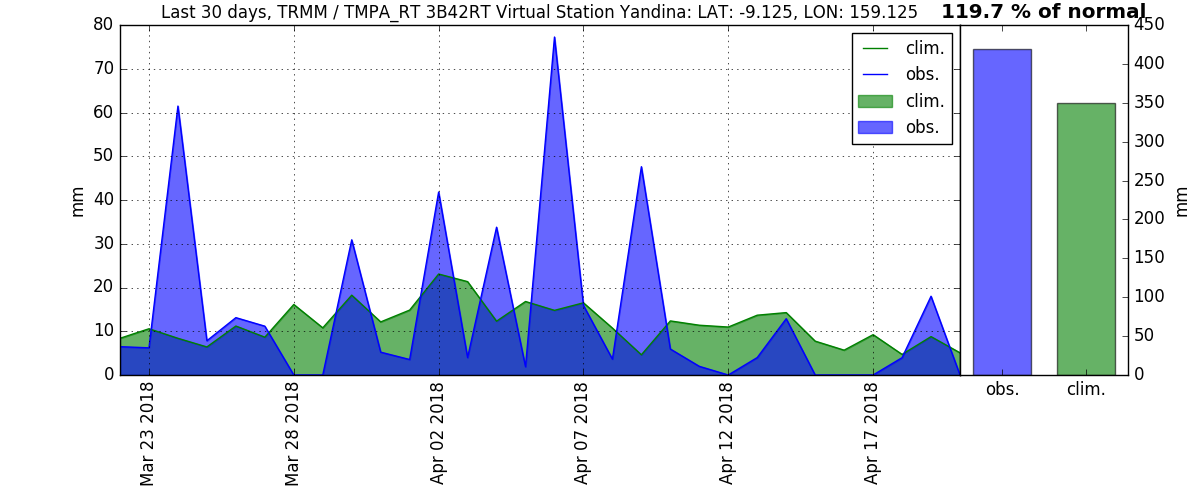 Last 30 days, TRMM / TMPA_RT 3B42RT Virtual Station Yandina: LAT: -9.125, LON: 159.125
119.7 % of normal
80
70
60
50
40
30
20
10
0
mm
clim.
obs.
clim.
obs.
Mar 23 2018
Mar 28 2018
Apr 02 2018
Apr 07 2018
Apr 12 2018
Apr 17 2018
450
400
350
300
250
200
150
100
50
0
mm
obs.
clim.